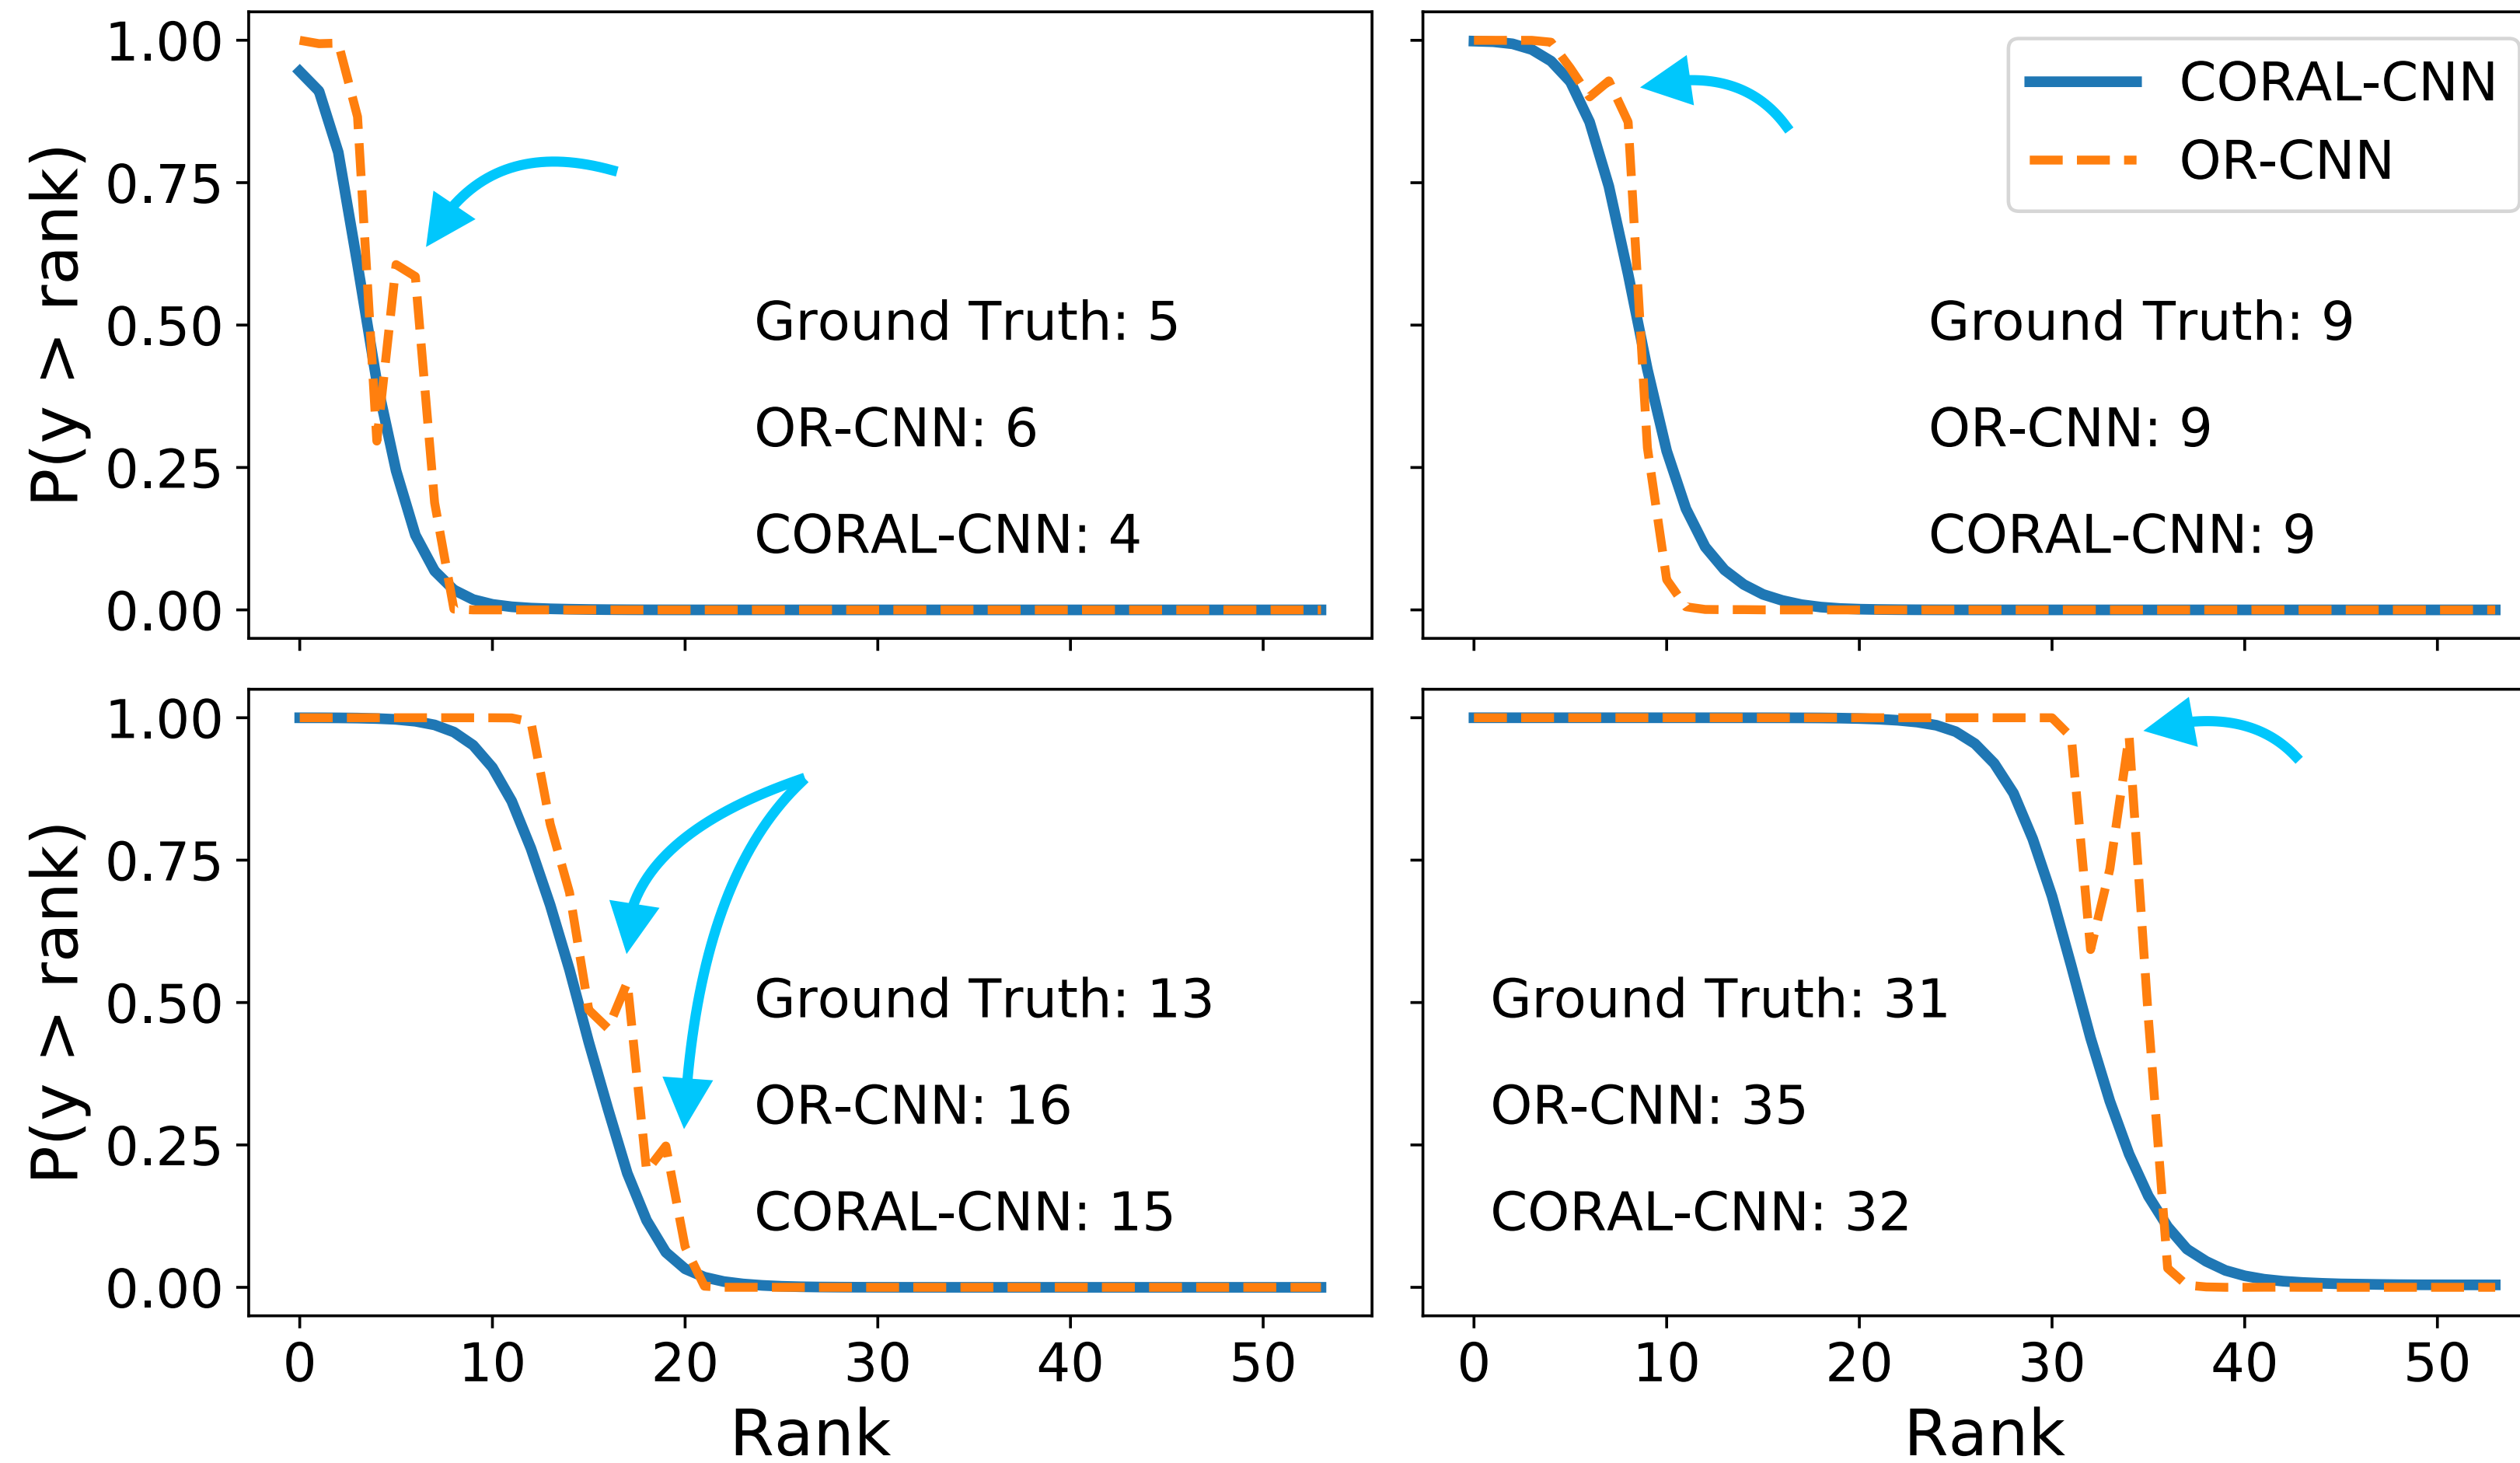 P(y > rank)
1.00
0.75
0.50
0.25
0.00
Ground Truth: 5
OR-CNN: 6
CORAL-CNN: 4
CORAL-CNN
OR-CNN
Ground Truth: 9
OR-CNN: 9
CORAL-CNN: 9
P(y > rank)
1.00
0.75
0.50
0.25
0.00
Ground Truth: 13
OR-CNN: 16
CORAL-CNN: 15
0 10 20 30 40 50
Rank
Ground Truth: 31
OR-CNN: 35
CORAL-CNN: 32
0 10 20 30 40 50
Rank